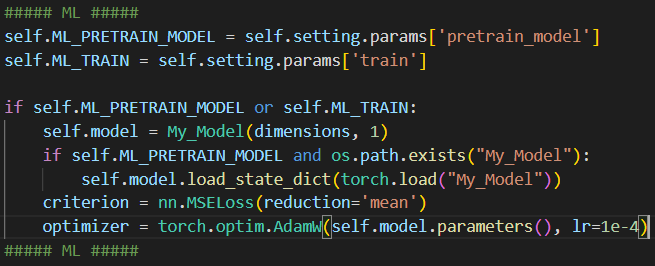 ##### ML #####
self.ML_PRETRAIN_MODEL = self.setting.params['pretrain_model']
self.ML_TRAIN = self.setting.params['train']
if self.ML_PRETRAIN_MODEL or self.ML_TRAIN:
self.model = My_Model(dimensions, 1)
if self.ML_PRETRAIN_MODEL and os.path.exists("My_Model"):
self.model.load_state_dict(torch.load("My_Model"))
criterion = nn.MSELoss(reduction='mean')
optimizer = torch.optim.AdamW(self.model.parameters(), lr=1e-4)
##### ML #####